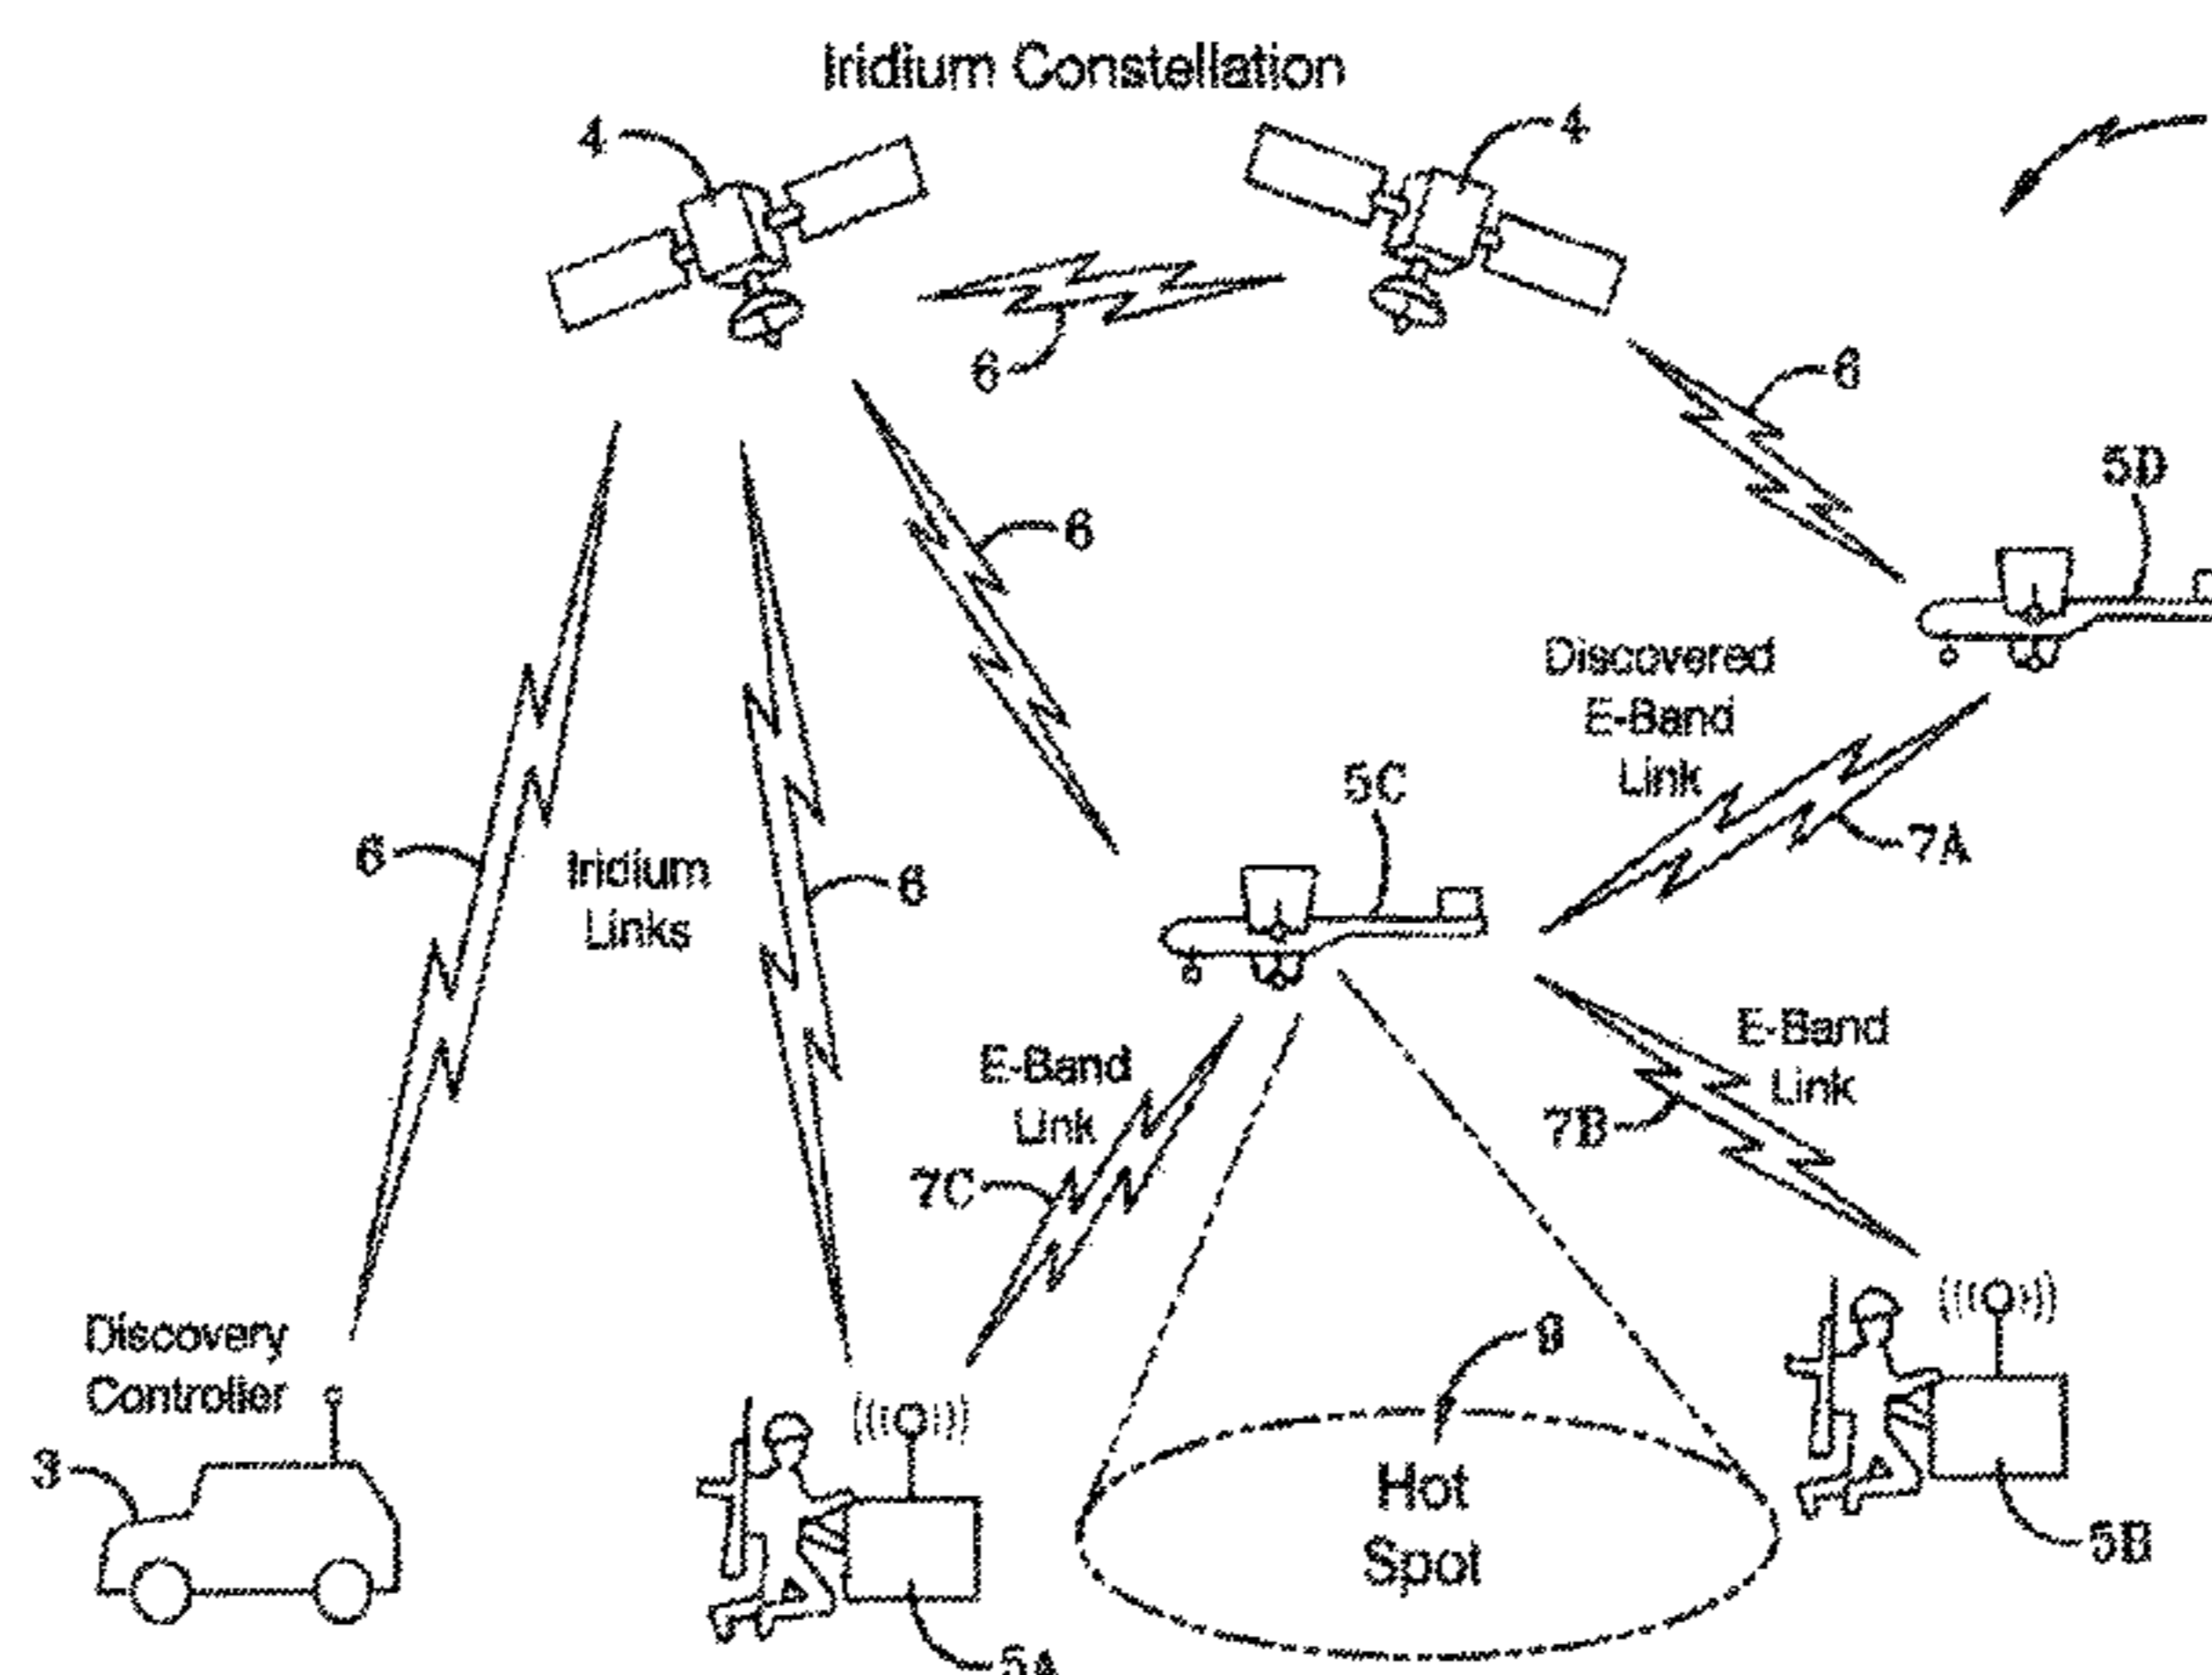 Iridium Constellation
4
4
6
6
5D
6
Discovered
E-Band
Link
5C
7A
6
Iridium
Links
6
E-Band
Link
E-Band
Link
7B
7C
Discovery
Controller
9
Hot
Spot
3
5B
5A